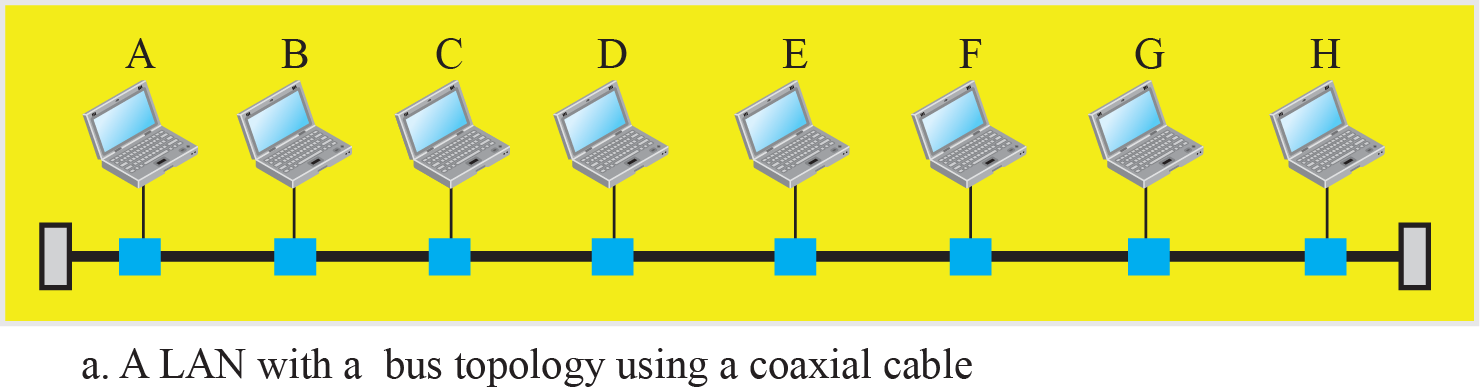 A B C D E F G H
a. A LAN with a bus topology using a coaxial cable